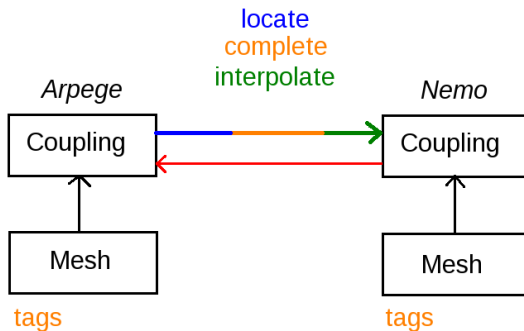 locate
complete
interpolate
Arpege
Nemo
Coupling
Coupling
Mesh
Mesh
tags
tags